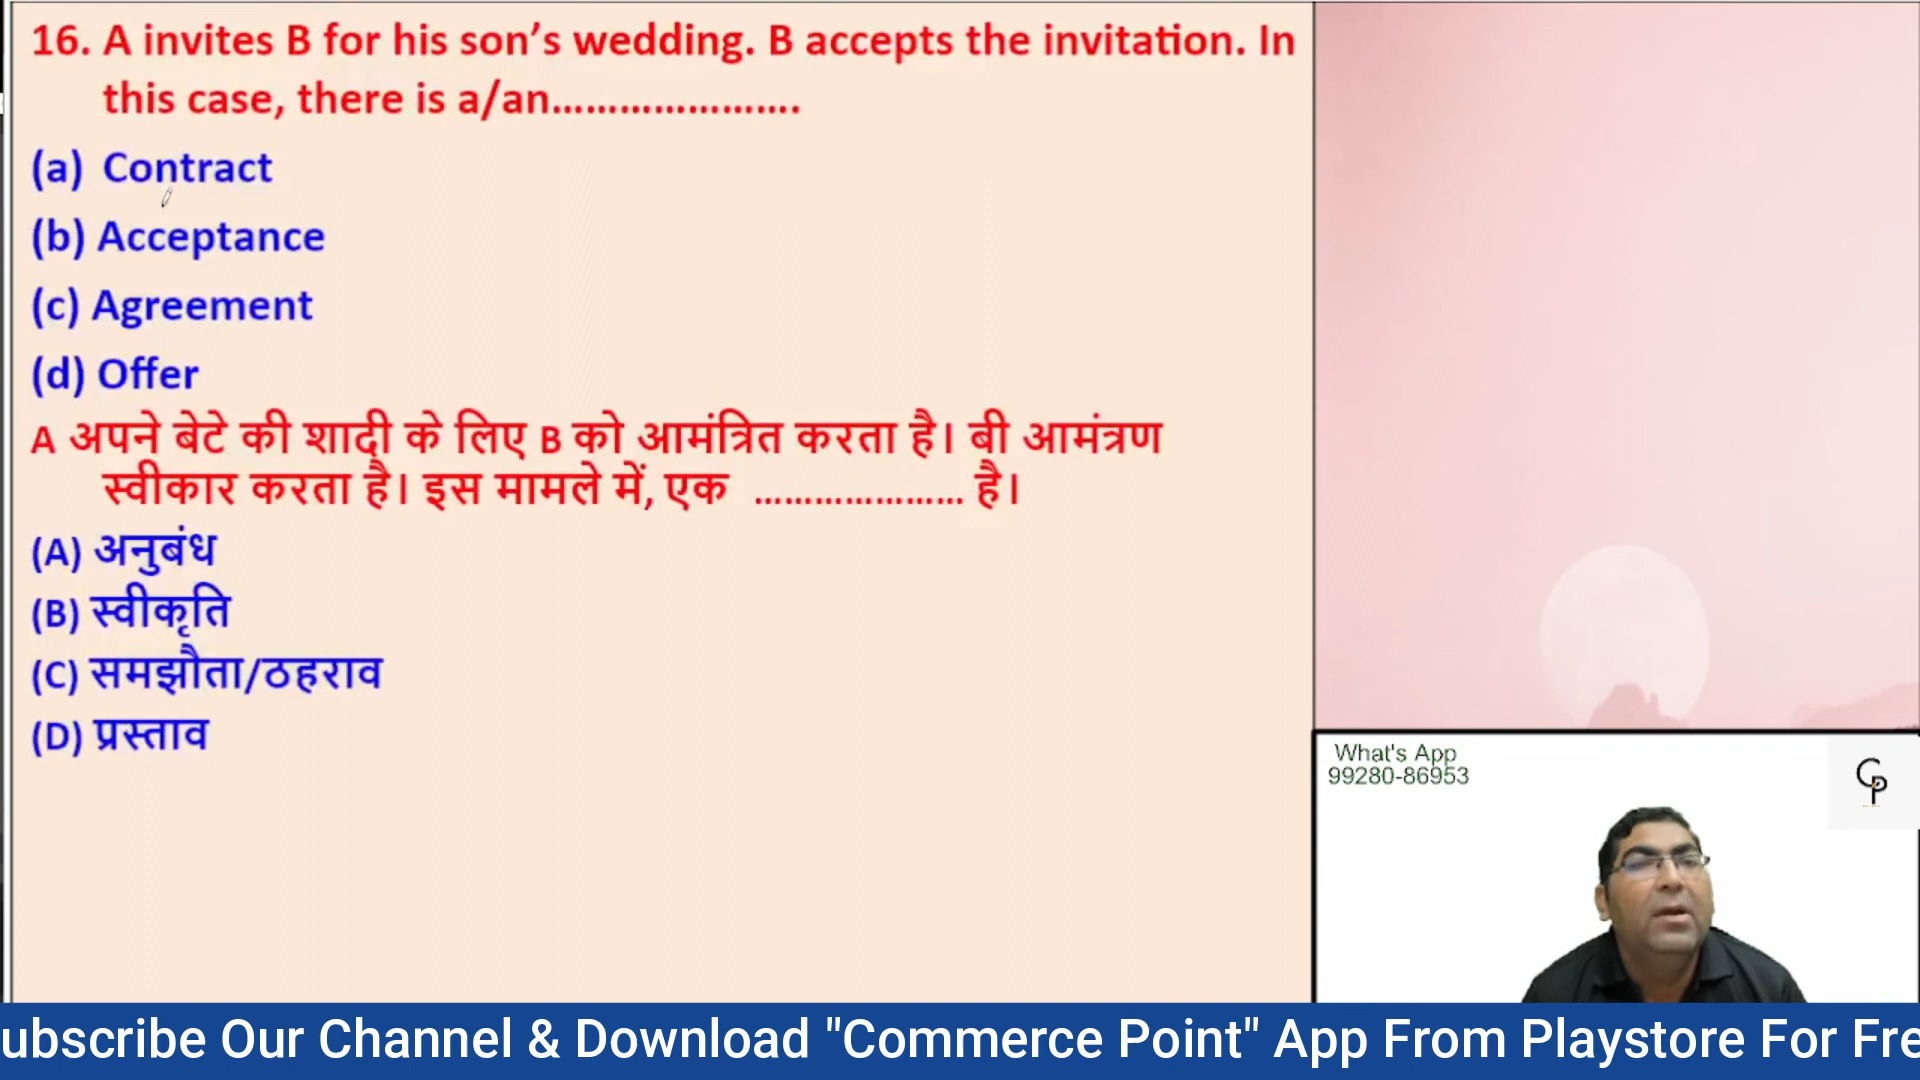 16. A invites B for his son’s wedding. B accepts the invitation. In
this case, there is a/an………………….
(a) Contract
(b) Acceptance
(c) Agreement
(d) Offer
A अपने बेटे की शादी के लिए B को आमंत्रित करता है। बी आमंत्रण
स्वीकार करता है। इस मामले में, एक ………………… है।
(A) अनुबंध
(B) स्वीकृति
(C) समझौता/ठहराव
(D) प्रस्ताव
What's App
99280-86953
CP
ubscribe Our Channel & Download "Commerce Point" App From Playstore For Fre